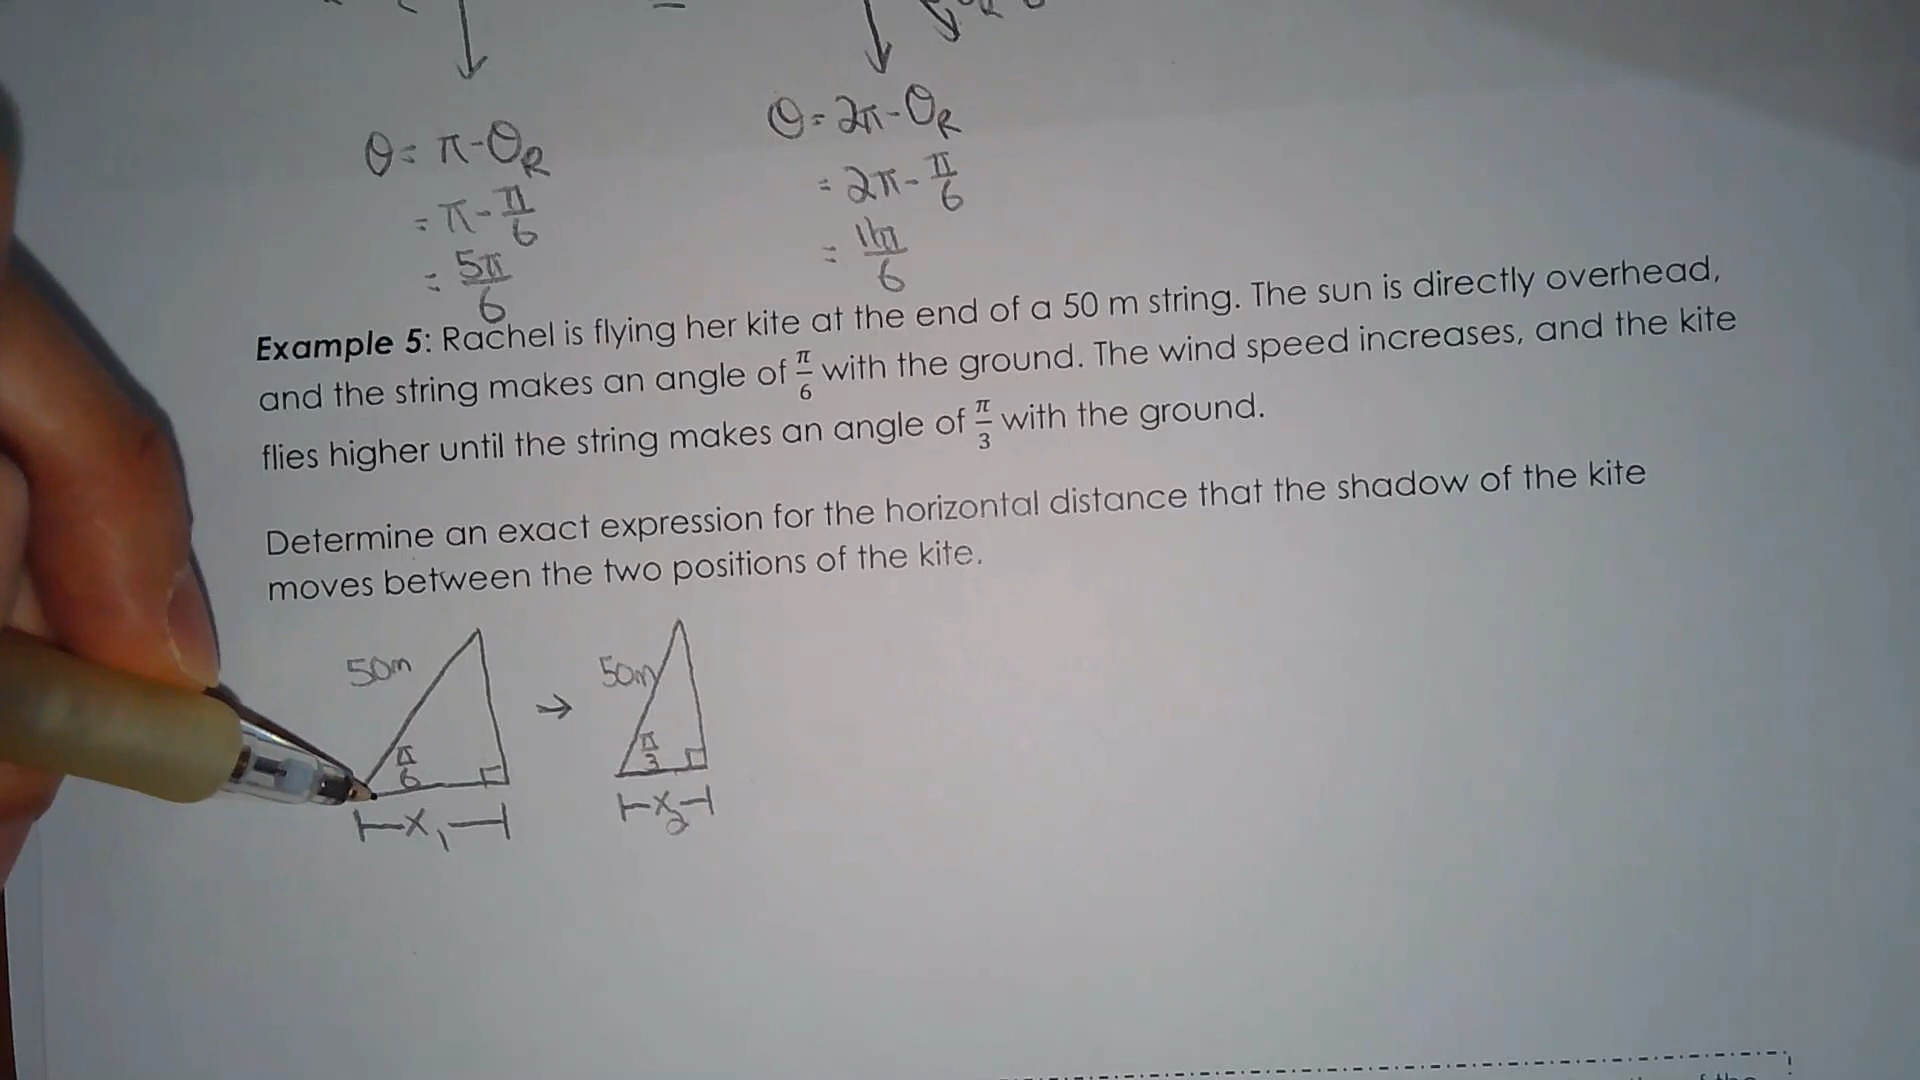 θ = π - θR
= π - π/6
= 5π/6
θ = 2π - θR
= 2π - π/6
= 11π/6
Example 5: Rachel is flying her kite at the end of a 50 m string. The sun is directly overhead,
and the string makes an angle of π/6 with the ground. The wind speed increases, and the kite
flies higher until the string makes an angle of π/3 with the ground.
Determine an exact expression for the horizontal distance that the shadow of the kite
moves between the two positions of the kite.
50m
π/6
x₁
→
50m
π/3
x₂